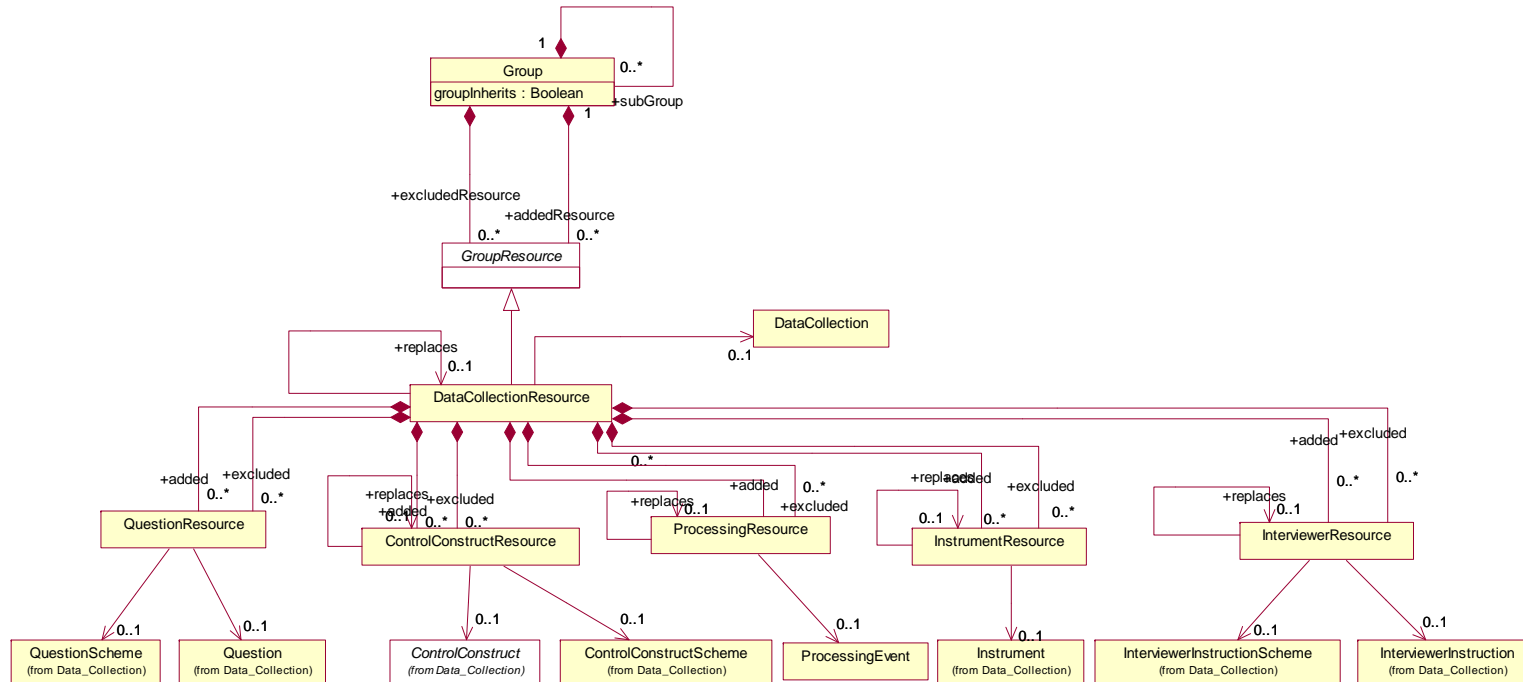 1
Group
0..*
groupInherits : Boolean
+subGroup
1
+excludedResource
+addedResource
0..*
0..*
GroupResource
DataCollection
+replaces
0..1
0..1
DataCollectionResource
+added
+excluded
0..*
0..*
+replaces
+added
+excluded
0..1
0..*
0..*
0..*
+added
0..*
+excluded
+replaces
0..1
+replaces
+added
+excluded
0..1
0..*
0..*
+added
+excluded
0..*
0..*
+replaces
0..1
QuestionResource
ControlConstructResource
ProcessingResource
InstrumentResource
InterviewerResource
0..1
0..1
0..1
0..1
0..1
0..1
0..1
0..1
QuestionScheme
(from Data_Collection)
Question
(from Data_Collection)
ControlConstruct
(from Data_Collection)
ControlConstructScheme
(from Data_Collection)
ProcessingEvent
Instrument
(from Data_Collection)
InterviewerInstructionScheme
(from Data_Collection)
InterviewerInstruction
(from Data_Collection)